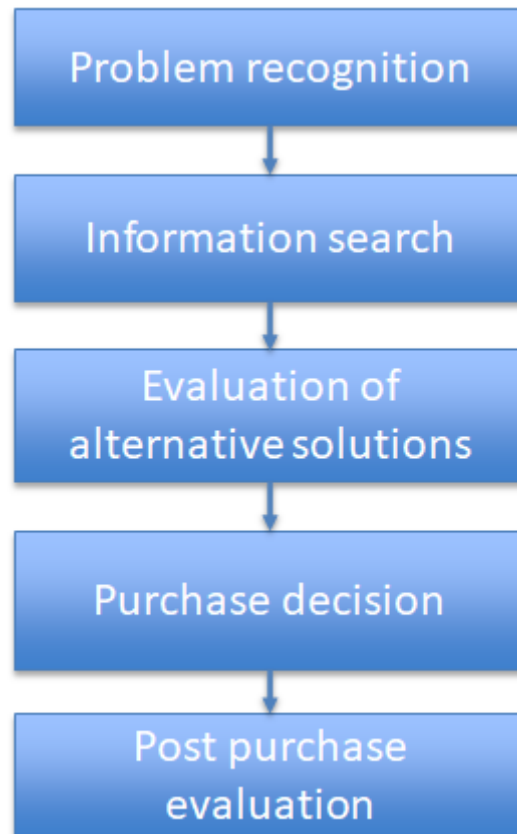 Problem recognition
Information search
Evaluation of
alternative solutions
Purchase decision
Post purchase
evaluation